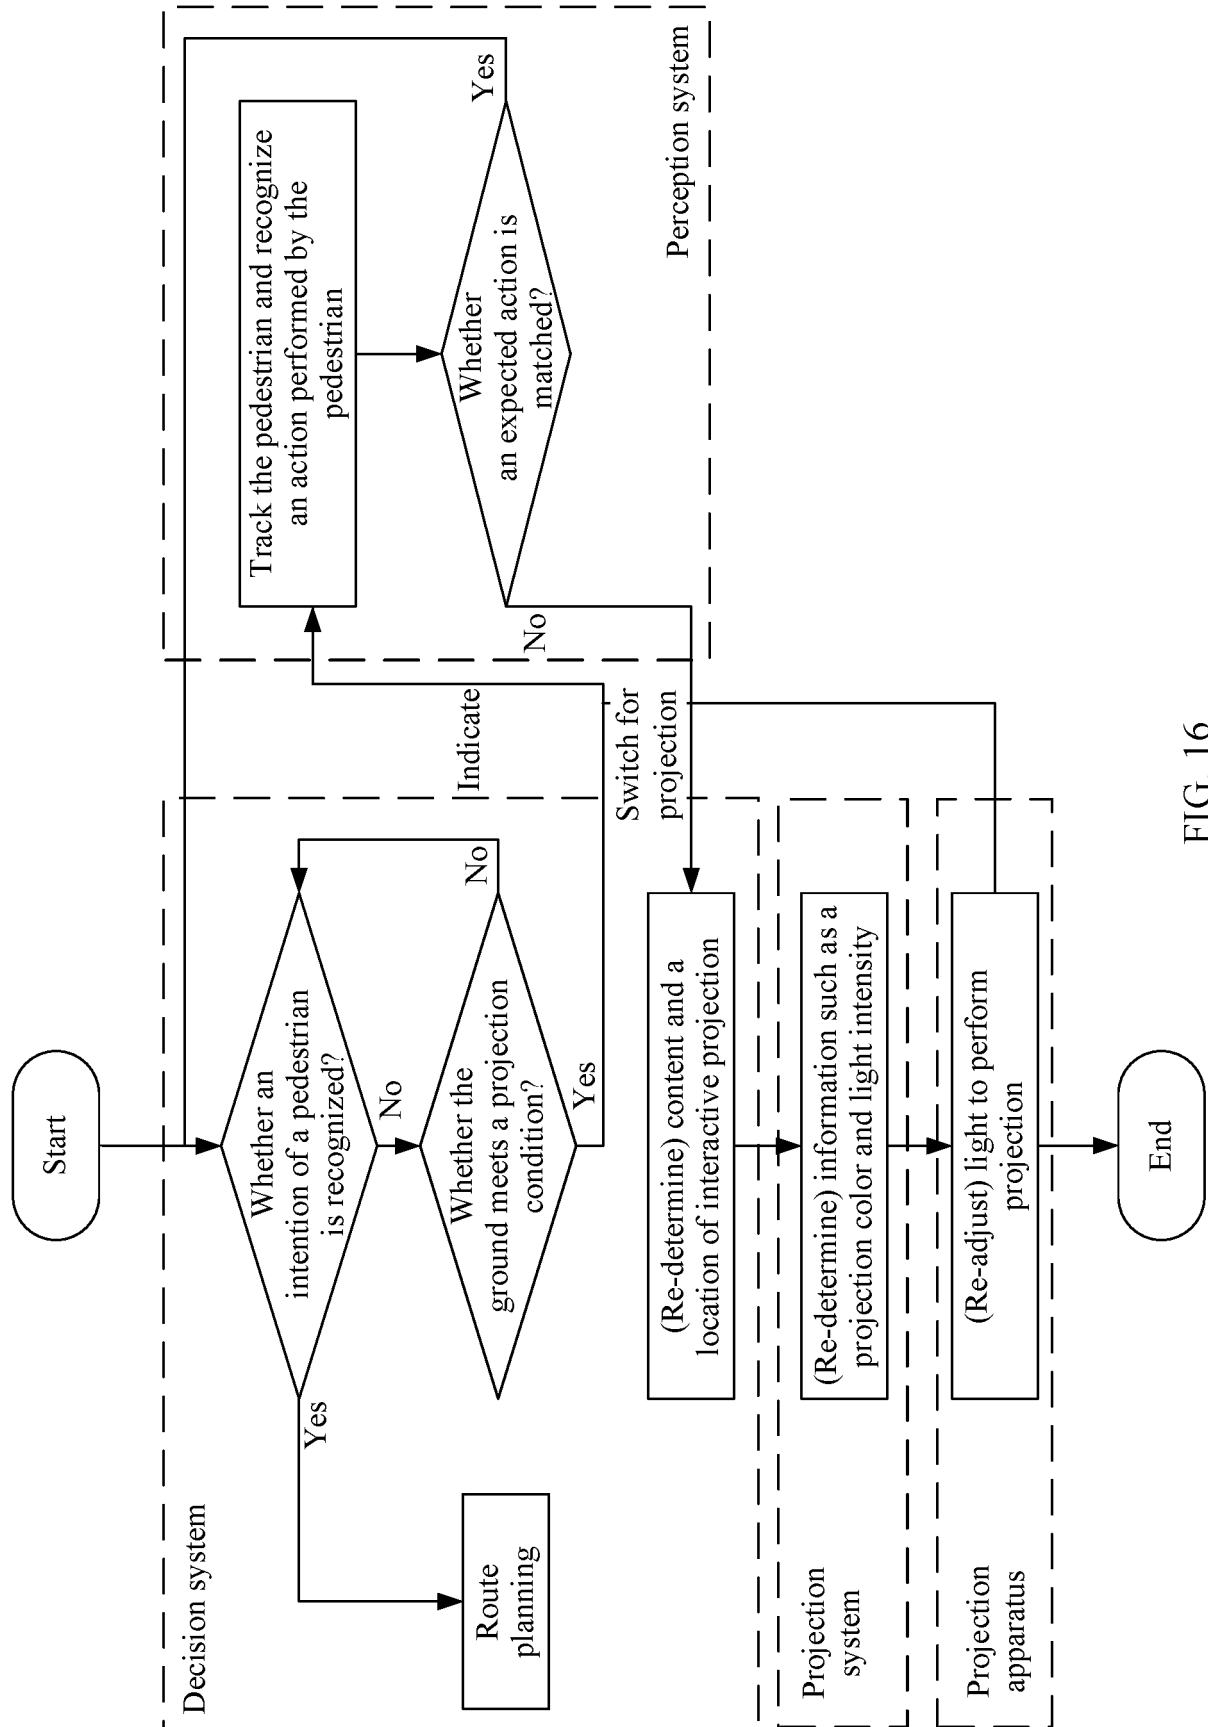 Start
Decision system
Whether an
intention of a pedestrian
is recognized?
Yes
No
Route
planning
Whether the
ground meets a projection
condition?
No
Yes
Indicate
Track the pedestrian and recognize
an action performed by the
pedestrian
Whether
an expected action is
matched?
Yes
No
Perception system
Switch for
projection
(Re-determine) content and a
location of interactive projection
Projection
system
(Re-determine) information such as a
projection color and light intensity
Projection
apparatus
(Re-adjust) light to perform
projection
End
FIG. 16